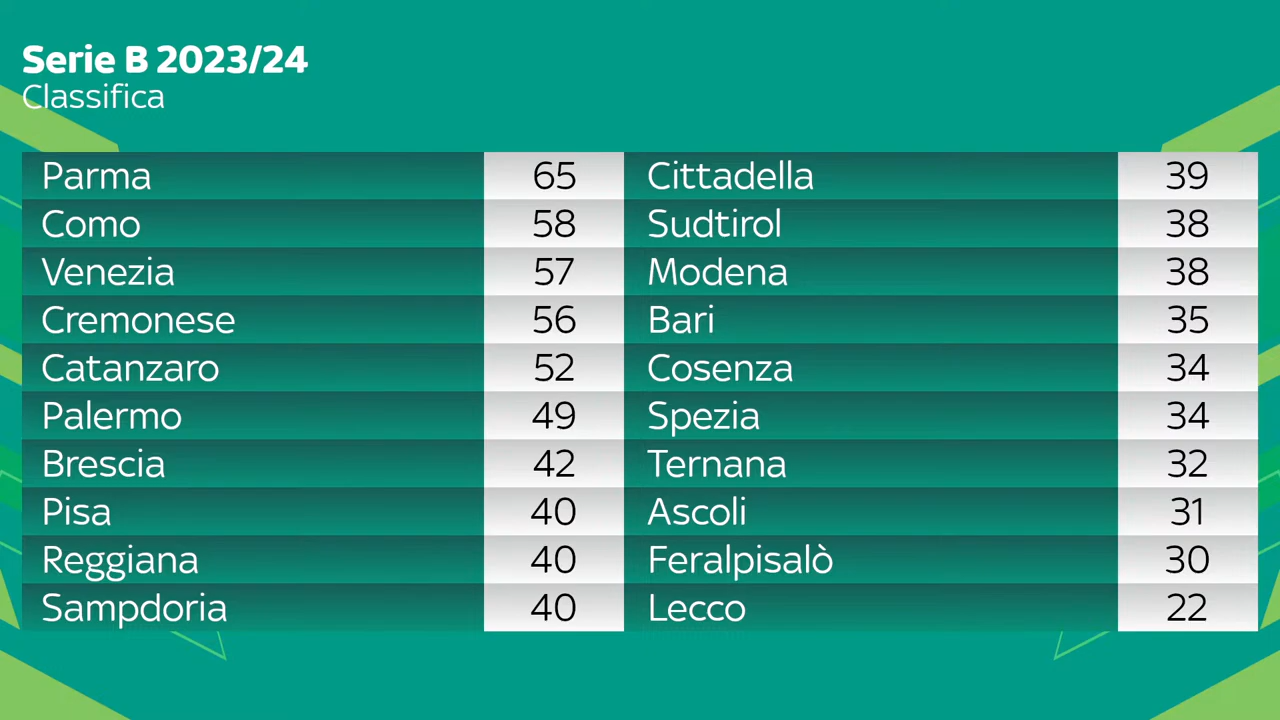 Serie B 2023/24
Classifica
Parma 65
Como 58
Venezia 57
Cremonese 56
Catanzaro 52
Palermo 49
Brescia 42
Pisa 40
Reggiana 40
Sampdoria 40
Cittadella 39
Sudtirol 38
Modena 38
Bari 35
Cosenza 34
Spezia 34
Ternana 32
Ascoli 31
Feralpisalò 30
Lecco 22